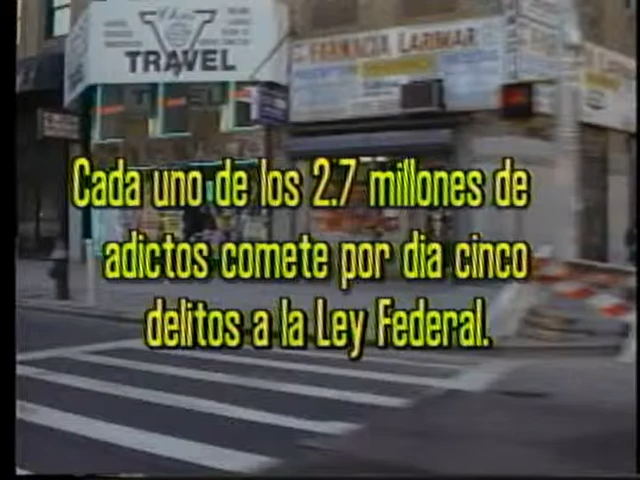 TRAVEL
FARMACIA LARIMAR
Cada uno de los 2.7 millones de
adictos comete por dia cinco
delitos a la Ley Federal.